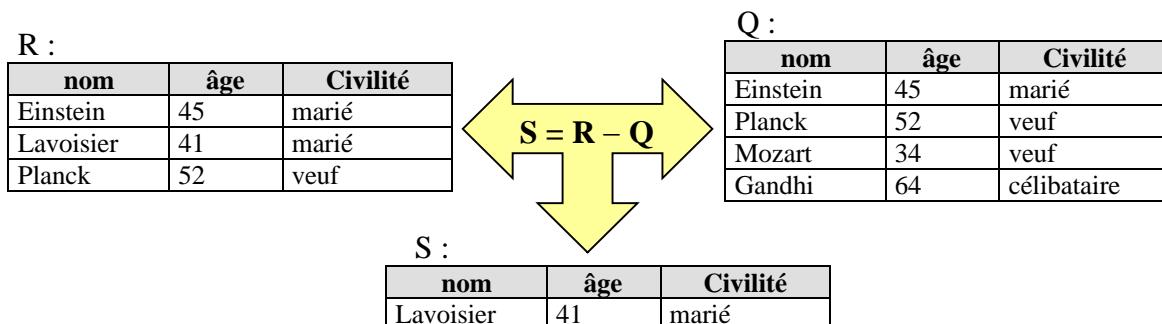 R :
nom âge Civilité
Einstein 45 marié
Lavoisier 41 marié
Planck 52 veuf
S = R – Q
Q :
nom âge Civilité
Einstein 45 marié
Planck 52 veuf
Mozart 34 veuf
Gandhi 64 célibataire
S :
nom âge Civilité
Lavoisier 41 marié